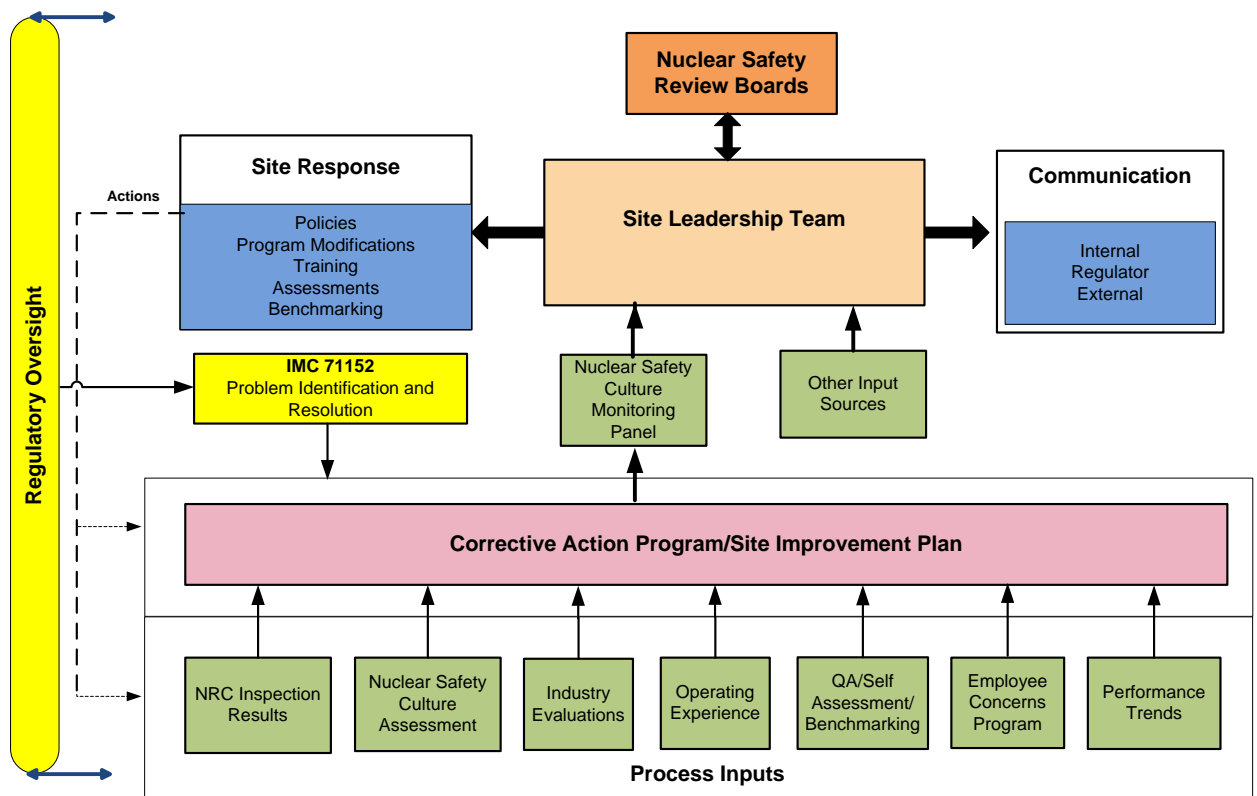 Nuclear Safety
Review Boards
Site Response
Actions
Policies
Program Modifications
Training
Assessments
Benchmarking
Site Leadership Team
Communication
Internal
Regulator
External
Regulatory Oversight
IMC 71152
Problem Identification and
Resolution
Nuclear Safety
Culture
Monitoring
Panel
Other Input
Sources
Corrective Action Program/Site Improvement Plan
NRC Inspection
Results
Nuclear Safety
Culture
Assessment
Industry
Evaluations
Operating
Experience
QA/Self
Assessment/
Benchmarking
Employee
Concerns
Program
Performance
Trends
Process Inputs